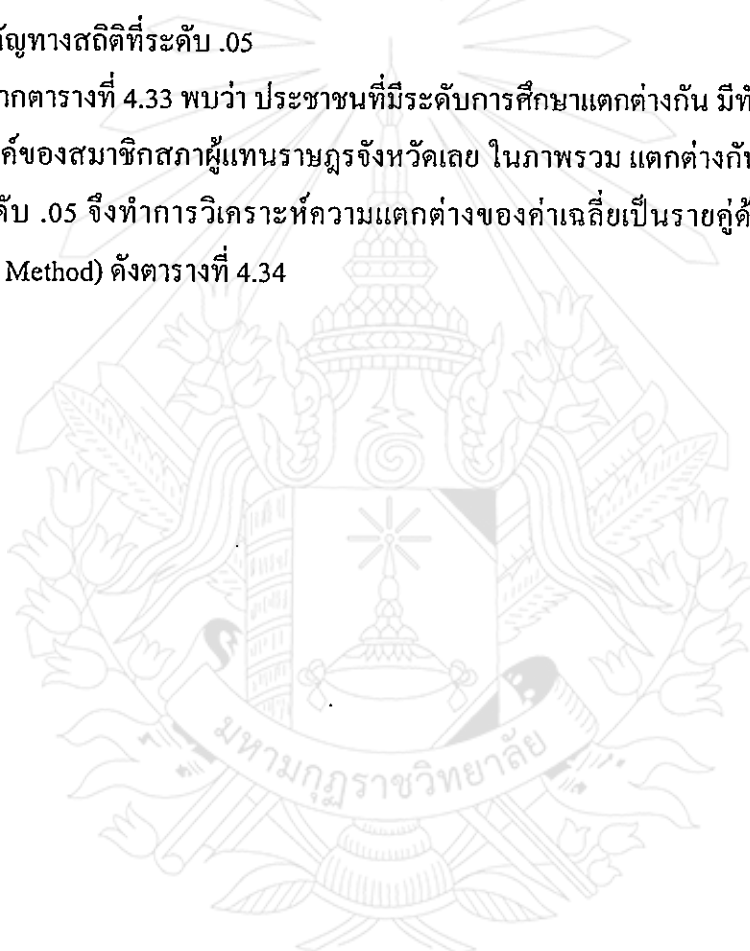 ัญทางสถิติที่ระดับ .05
ากตารางที่ 4.33 พบว่า ประชาชนที่มีระดับการศึกษาแตกต่างกัน มีทั
ค์ของสมาชิกสภาผู้แทนราษฎรจังหวัดเลย ในภาพรวม แตกต่างกัน
ดับ .05 จึงทำการวิเคราะห์ความแตกต่างของค่าเฉลี่ยเป็นรายคู่ด้
Method) ดังตารางที่ 4.34
มหามกุฏราชวิทยาลัย